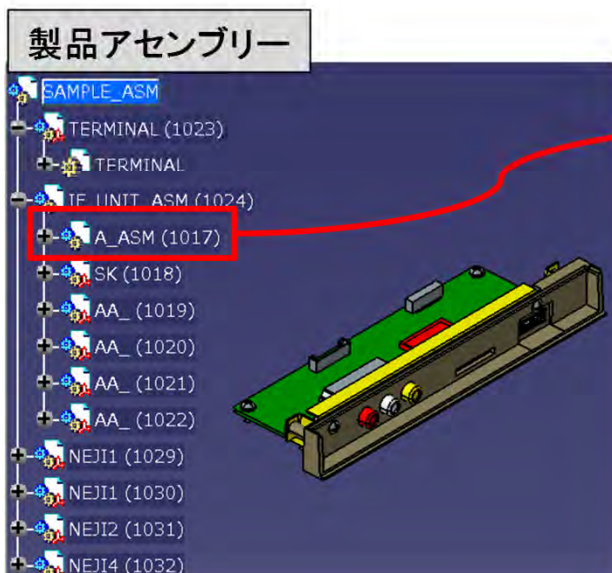 製品アセンブリー
SAMPLE_ASM
TERMINAL (1023)
TERMINAL
IF_UNIT_ASM (1024)
A_ASM (1017)
SK (1018)
AA_ (1019)
AA_ (1020)
AA_ (1021)
AA_ (1022)
NEJI1 (1029)
NEJI1 (1030)
NEJI2 (1031)
NEJI4 (1032)